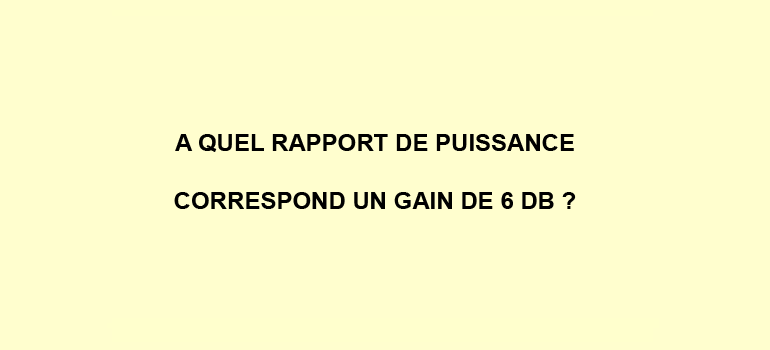 A QUEL RAPPORT DE PUISSANCE
CORRESPOND UN GAIN DE 6 DB ?